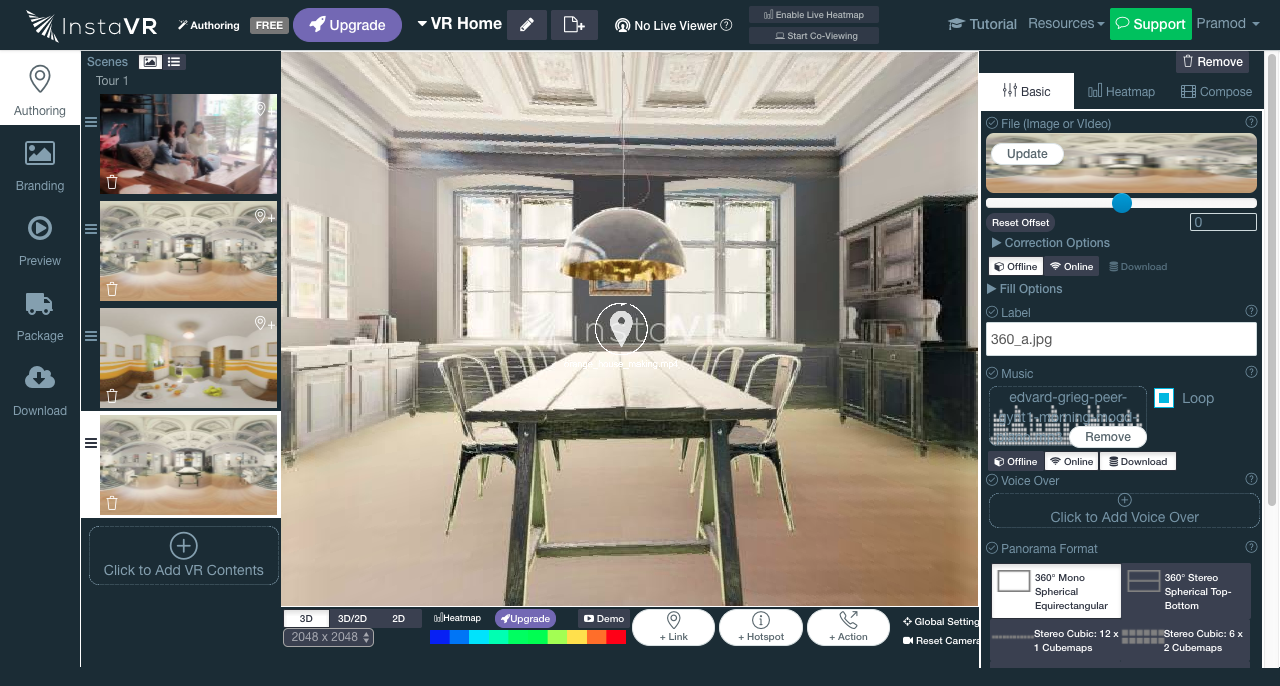 InstaVR
Authoring
FREE
Upgrade
VR Home
No Live Viewer
Enable Live Heatmap
Start Co-Viewing
Tutorial
Resources
Support
Pramod
Authoring
Branding
Preview
Package
Download
Scenes
Tour 1
Click to Add VR Contents
InstaVR
3D
3D/2D
2D
2048 x 2048
Heatmap
Upgrade
Demo
+ Link
+ Hotspot
+ Action
Global Setting
Reset Camera
Remove
Basic
Heatmap
Compose
File (Image or VIdeo)
Update
Reset Offset
0
Correction Options
Offline
Online
Download
Fill Options
Label
360_a.jpg
Music
edvard-grieg-peer-
Loop
Remove
Offline
Online
Download
Voice Over
Click to Add Voice Over
Panorama Format
360° Mono
Spherical
Equirectangular
360° Stereo
Spherical Top-
Bottom
Stereo Cubic: 12 x
1 Cubemaps
Stereo Cubic: 6 x
2 Cubemaps